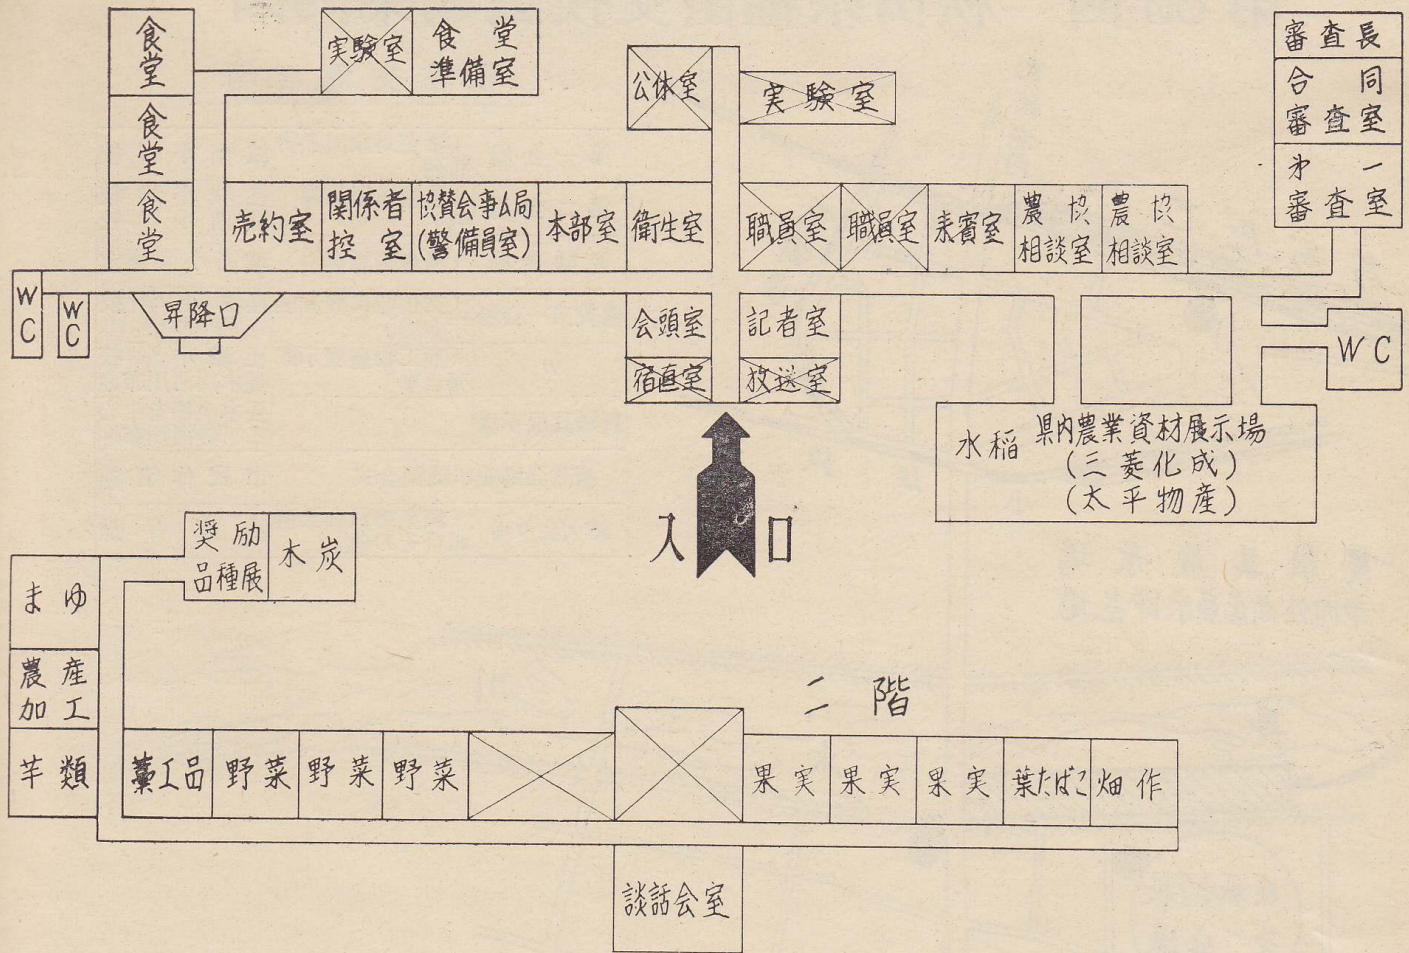 食堂
食堂
食堂
実験室
食堂
準備室
公休室
実験室
審査長
合同
審査室
第一
審査室
売約室
関係者
控室
協賛会事ム局
(警備員室)
本部室
衛生室
職員室
職員室
来賓室
農協
相談室
農協
相談室
WC
WC
昇降口
会頭室
記者室
宿直室
放送室
WC
水稲
県内農業資材展示場
(三菱化成)
(太平物産)
入口
奨励
品種展
木炭
まゆ
農産
加工
芋類
二階
藁工品
野菜
野菜
野菜
果実
果実
果実
葉たばこ
畑作
談話会室